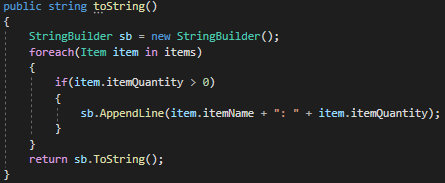 public string toString()
{
    StringBuilder sb = new StringBuilder();
    foreach(Item item in items)
    {
        if(item.itemQuantity > 0)
        {
            sb.AppendLine(item.itemName + ": " + item.itemQuantity);
        }
    }
    return sb.ToString();
}